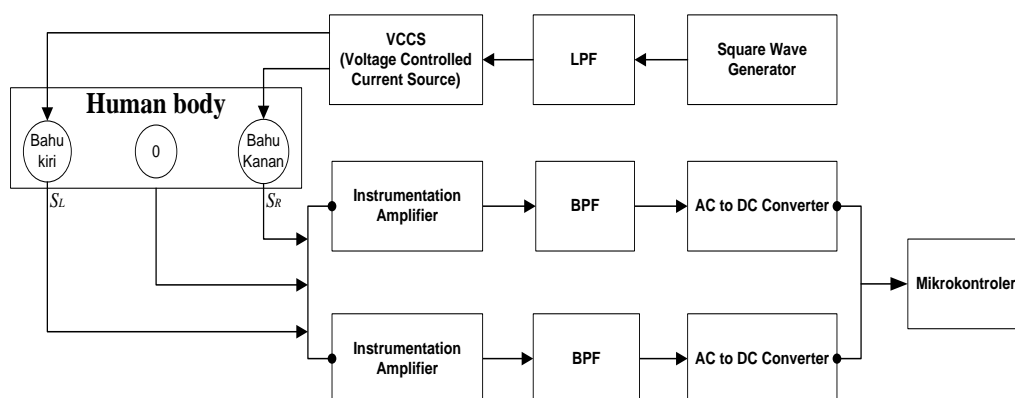 VCCS
(Voltage Controlled
Current Source)
LPF
Square Wave
Generator
Human body
Bahu
kiri
0
Bahu
Kanan
SL
SR
Instrumentation
Amplifier
BPF
AC to DC Converter
Mikrokontroler
Instrumentation
Amplifier
BPF
AC to DC Converter